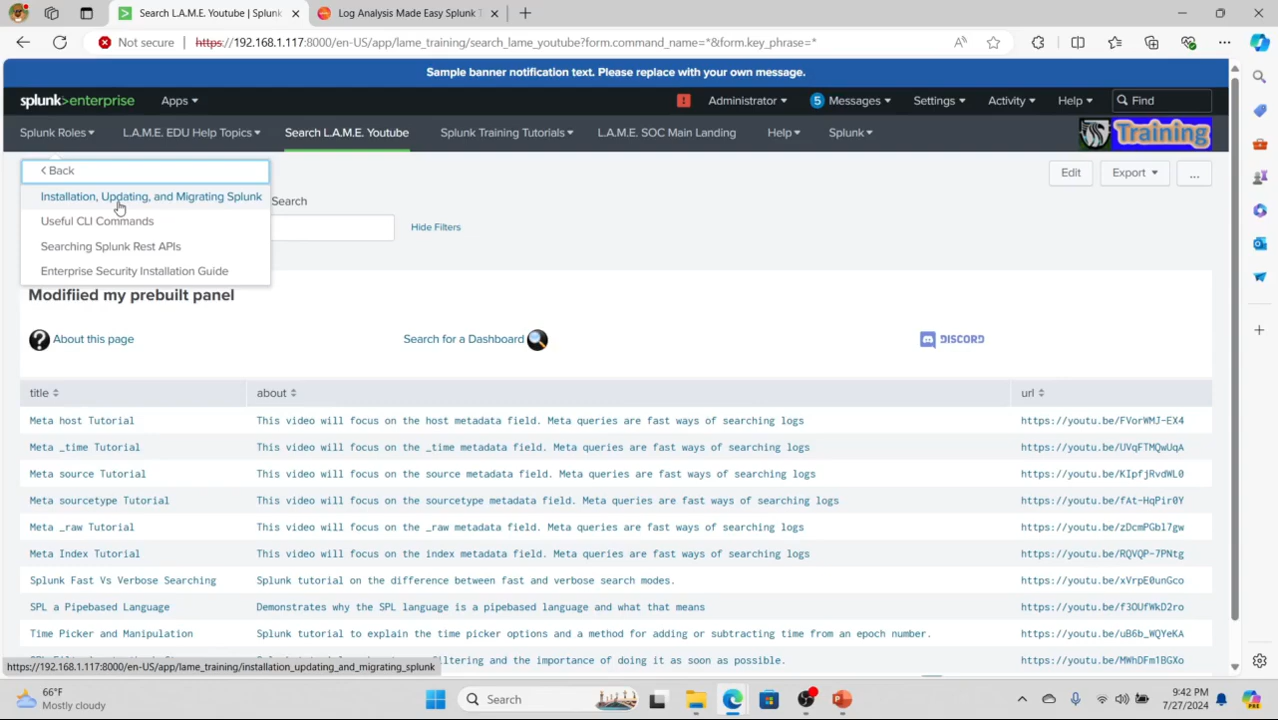 Search L.A.M.E. Youtube | Splunk
Log Analysis Made Easy Splunk T
Not secure
https://192.168.1.117:8000/en-US/app/lame_training/search_lame_youtube?form.command_name=*&form.key_phrase=*
Sample banner notification text. Please replace with your own message.
splunk>enterprise Apps
! Administrator 5 Messages Settings Activity Help Find
Splunk Roles L.A.M.E. EDU Help Topics Search L.A.M.E. Youtube Splunk Training Tutorials L.A.M.E. SOC Main Landing Help Splunk Training
< Back
Edit Export ...
Installation, Updating, and Migrating Splunk
Search
Useful CLI Commands
Hide Filters
Searching Splunk Rest APIs
Enterprise Security Installation Guide
Modifiied my prebuilt panel
? About this page Search for a Dashboard DISCORD
title about url
Meta host Tutorial This video will focus on the host metadata field. Meta queries are fast ways of searching logs https://youtu.be/FVorWMJ-EX4
Meta _time Tutorial This video will focus on the _time metadata field. Meta queries are fast ways of searching logs https://youtu.be/UVqFTMQwUqA
Meta source Tutorial This video will focus on the source metadata field. Meta queries are fast ways of searching logs https://youtu.be/KIpfjRvdWL0
Meta sourcetype Tutorial This video will focus on the sourcetype metadata field. Meta queries are fast ways of searching logs https://youtu.be/fAt-HqPir0Y
Meta _raw Tutorial This video will focus on the _raw metadata field. Meta queries are fast ways of searching logs https://youtu.be/zDcmPGbl7gw
Meta Index Tutorial This video will focus on the index metadata field. Meta queries are fast ways of searching logs https://youtu.be/RQVQP-7PNtg
Splunk Fast Vs Verbose Searching Splunk tutorial on the difference between fast and verbose search modes. https://youtu.be/xVrpE0unGco
SPL a Pipebased Language Demonstrates why the SPL language is a pipebased language and what that means https://youtu.be/f3OUfWkD2ro
Time Picker and Manipulation Splunk tutorial to explain the time picker options and a method for adding or subtracting time from an epoch number. https://youtu.be/uB6b_WQYeKA
filtering and the importance of doing it as soon as possible. https://youtu.be/MWhDFm1BGXo
https://192.168.1.117:8000/en-US/app/lame_training/installation_updating_and_migrating_splunk
66°F
Mostly cloudy
Search
9:42 PM
7/27/2024
PRE